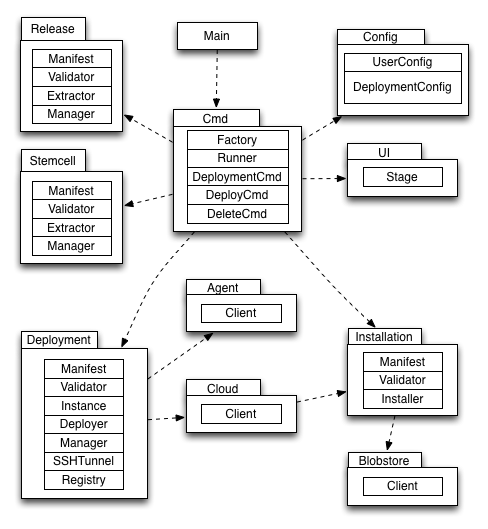 Release
Manifest
Validator
Extractor
Manager
Main
Config
UserConfig
DeploymentConfig
Cmd
Factory
Runner
DeploymentCmd
DeployCmd
DeleteCmd
UI
Stage
Stemcell
Manifest
Validator
Extractor
Manager
Agent
Client
Deployment
Manifest
Validator
Instance
Deployer
Manager
SSHTunnel
Registry
Cloud
Client
Installation
Manifest
Validator
Installer
Blobstore
Client